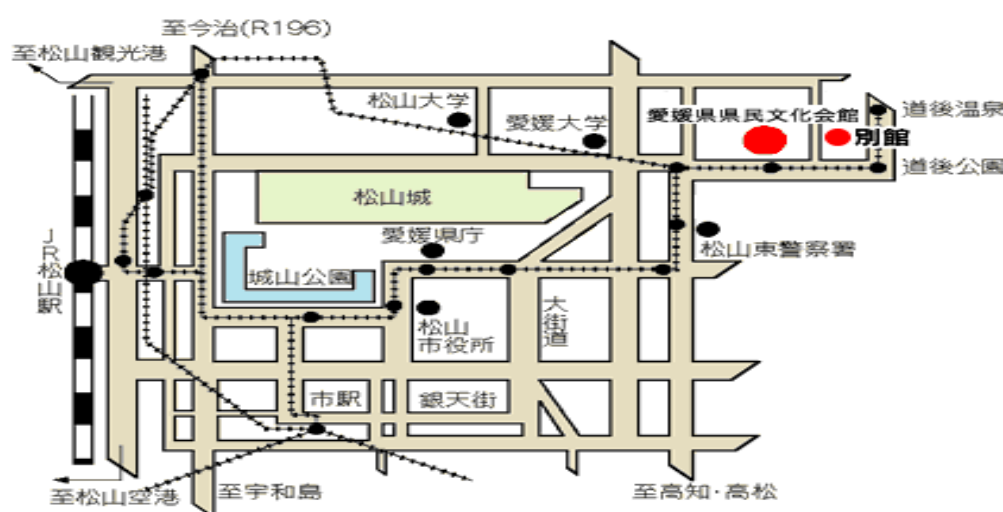 至今治(R196)
至松山観光港
松山大学
愛媛大学
愛媛県県民文化会館
別館
道後温泉
道後公園
松山城
愛媛県庁
松山東警察署
JR松山駅
城山公園
大街道
松山
市役所
市駅
銀天街
至松山空港
至宇和島
至高知・高松